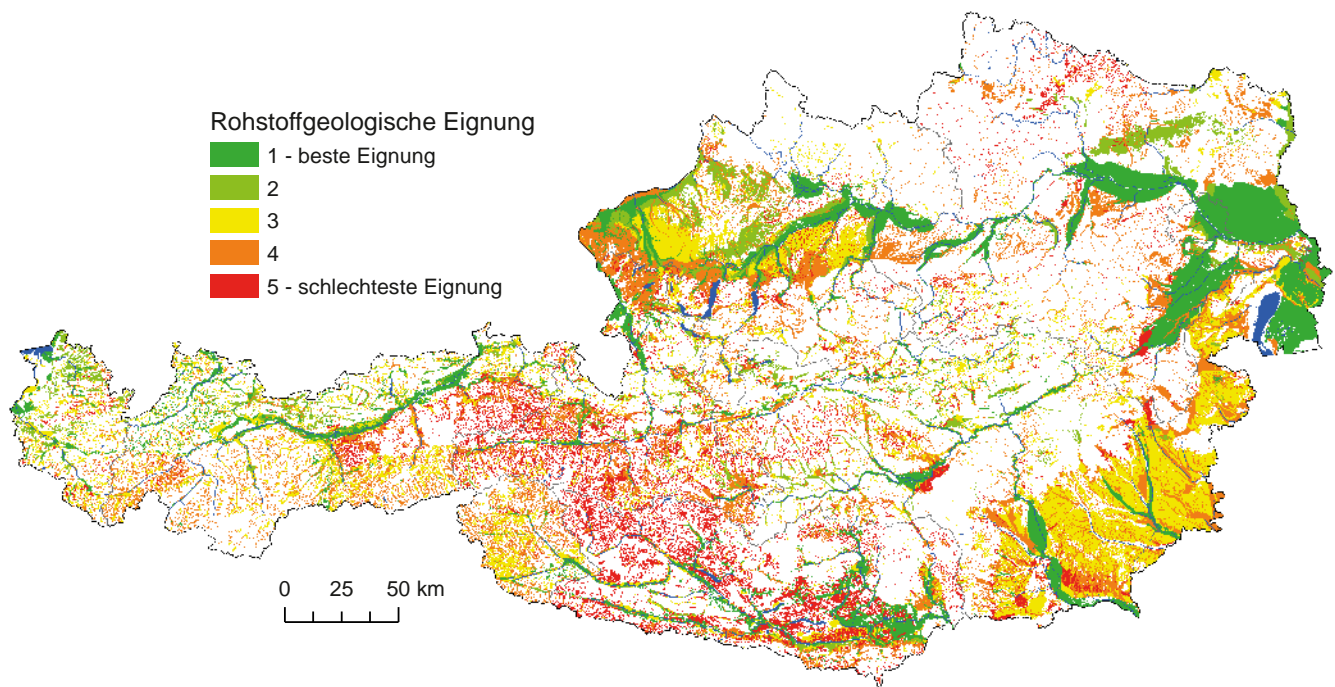 Rohstoffgeologische Eignung
1 - beste Eignung
2
3
4
5 - schlechteste Eignung
0 25 50 km